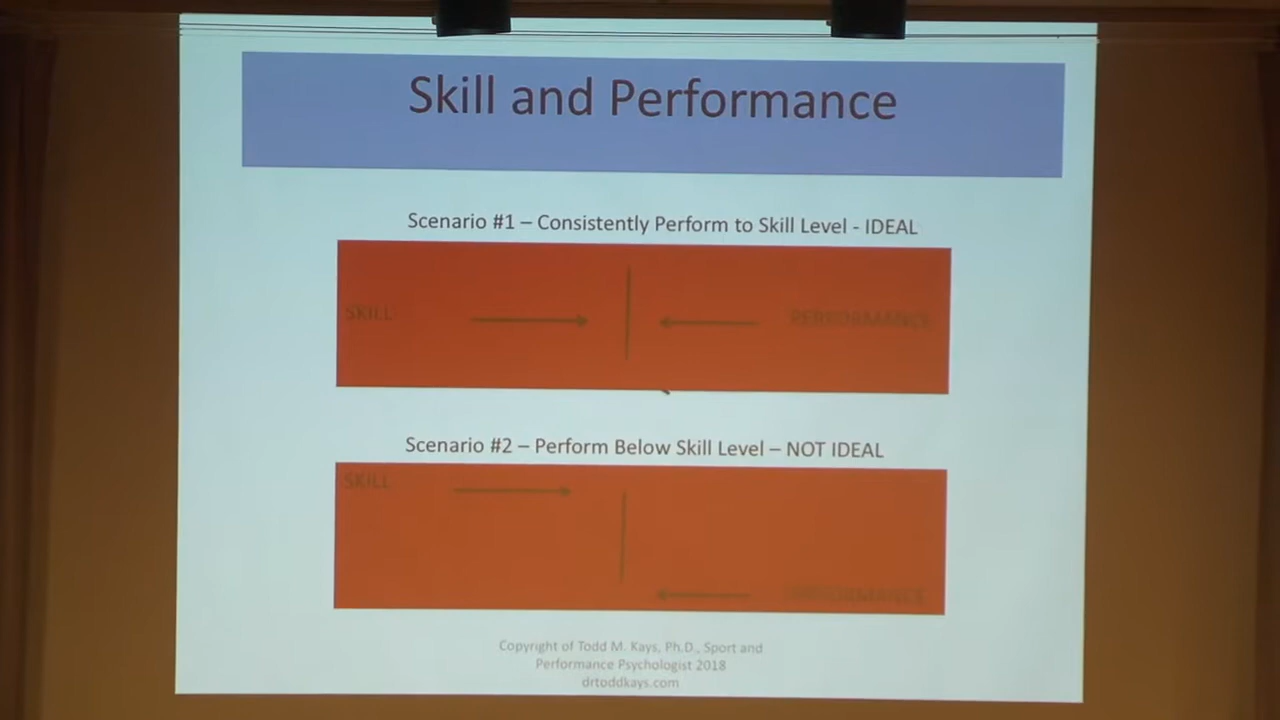 Skill and Performance
Scenario #1 – Consistently Perform to Skill Level - IDEAL
SKILL
PERFORMANCE
Scenario #2 – Perform Below Skill Level – NOT IDEAL
SKILL
PERFORMANCE
Copyright of Todd M. Kays, Ph.D., Sport and
Performance Psychologist 2018
drtoddkays.com